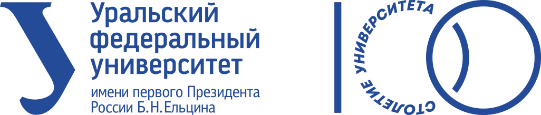 Уральский
федеральный
университет
имени первого Президента
России Б.Н.Ельцина
СТОЛЕТИЕ УНИВЕРСИТЕТА